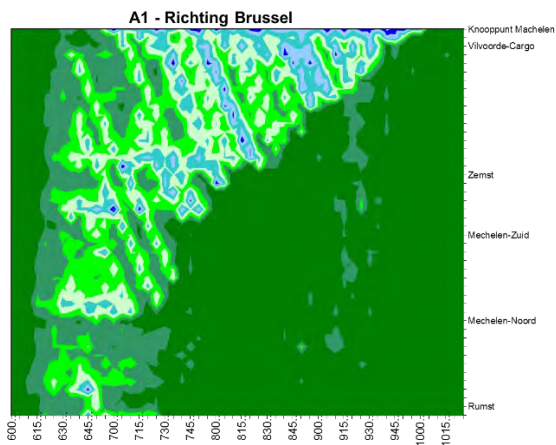 A1 - Richting Brussel
Knooppunt Machelen
Vilvoorde-Cargo
Zemst
Mechelen-Zuid
Mechelen-Noord
Rumst
600 615 630 645 700 715 730 745 800 815 830 845 900 915 930 945 1000 1015